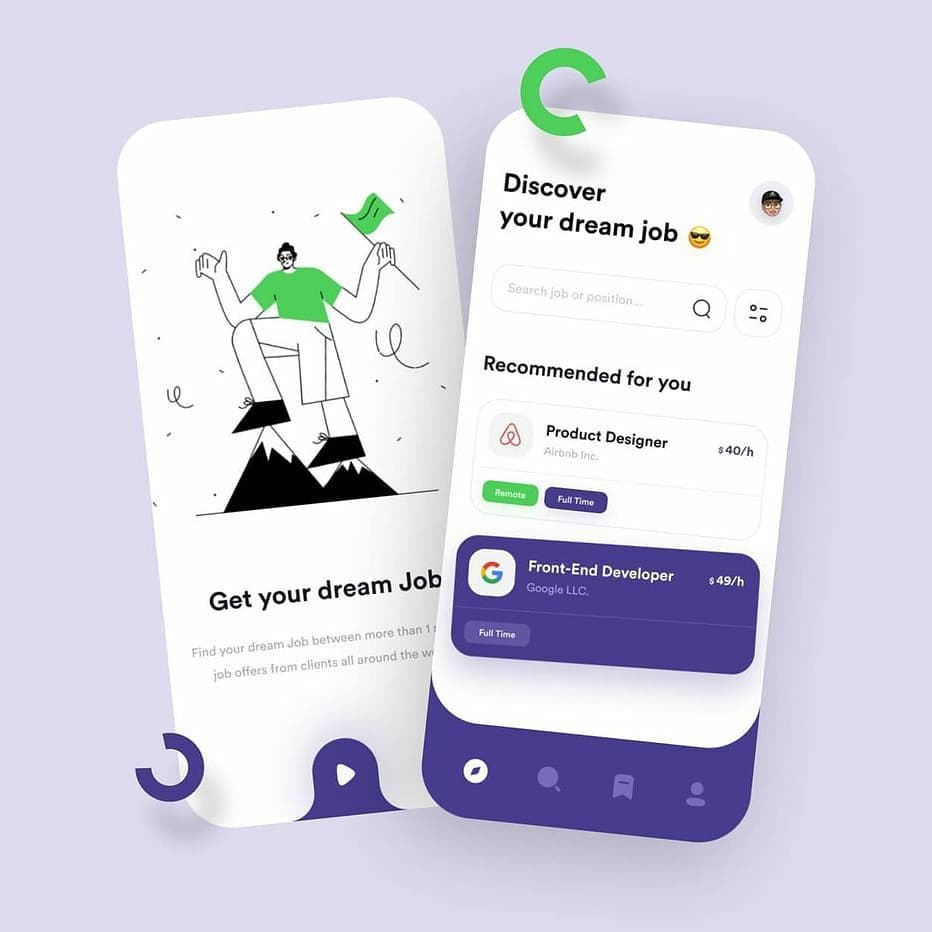 Get your dream Job
Find your dream Job between more than 1
job offers from clients all around the
Discover
your dream job 😎
Search job or position...
Recommended for you
Product Designer
$40/h
Airbnb Inc.
Remote
Full Time
Front-End Developer
$49/h
Google LLC.
Full Time